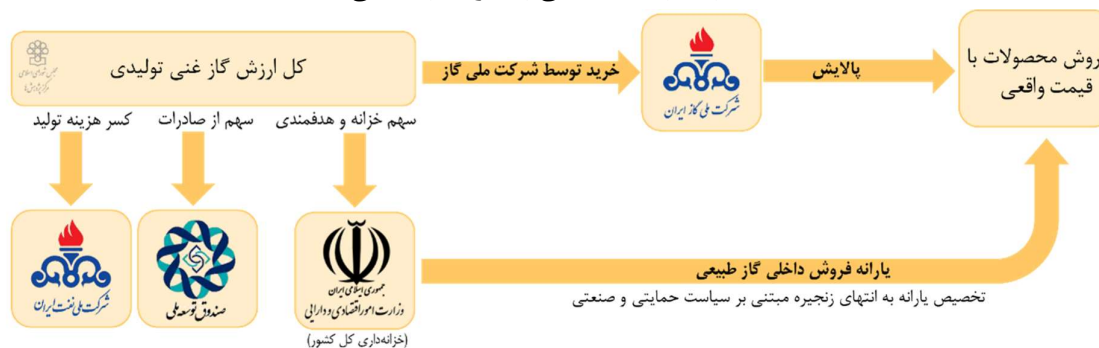 کل ارزش گاز غنی تولیدی
خرید توسط شرکت ملی گاز
شرکت ملی گاز ایران
پالایش
روش محصولات با
قیمت واقعی
سهم خزانه و هدفمندی
سهم از صادرات
کسر هزینه تولید
شرکت ملی نفت ایران
صندوق توسعه ملی
جمهوری اسلامی ایران
وزارت امور اقتصادی و دارایی
(خزانه‌داری کل کشور)
یارانه فروش داخلی گاز طبیعی
تخصیص یارانه به انتهای زنجیره مبتنی بر سیاست حمایتی و صنعتی